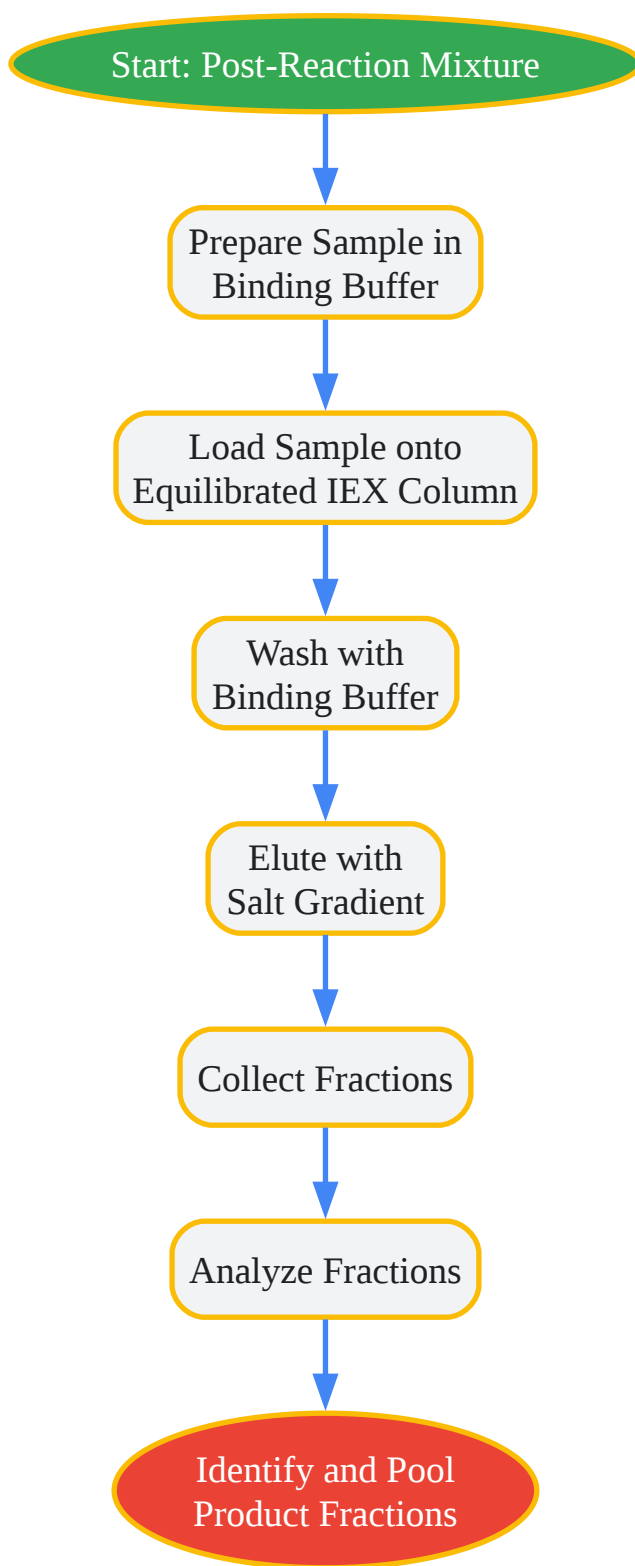 Start: Post-Reaction Mixture
Prepare Sample in
Binding Buffer
Load Sample onto
Equilibrated IEX Column
Wash with
Binding Buffer
Elute with
Salt Gradient
Collect Fractions
Analyze Fractions
Identify and Pool
Product Fractions